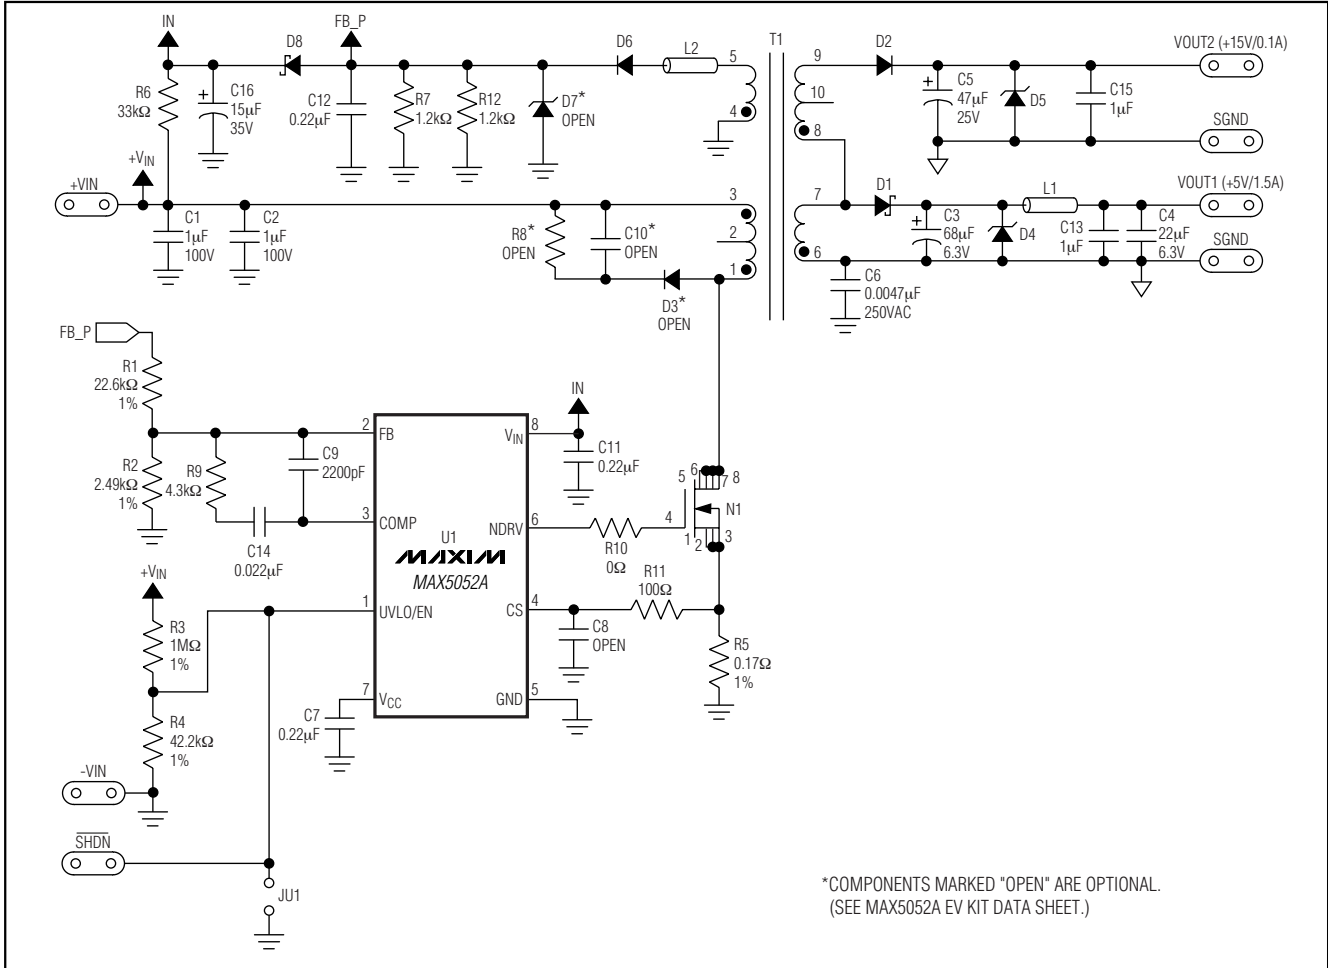 IN
FB_P
D8
D6
L2
5
T1
9
D2
VOUT2 (+15V/0.1A)
R6
33kΩ
+
C16
15μF
35V
C12
0.22μF
R7
1.2kΩ
R12
1.2kΩ
D7*
OPEN
4
10
8
+
C5
47μF
25V
D5
C15
1μF
SGND
+VIN
+VIN
C1
1μF
100V
C2
1μF
100V
R8*
OPEN
C10*
OPEN
D3*
OPEN
3
2
1
7
6
D1
L1
VOUT1 (+5V/1.5A)
+
C3
68μF
6.3V
D4
C13
1μF
C4
22μF
6.3V
SGND
C6
0.0047μF
250VAC
FB_P
R1
22.6kΩ
1%
R2
2.49kΩ
1%
R9
4.3kΩ
C9
2200pF
C14
0.022μF
2
FB
3
COMP
U1
MAXIM
MAX5052A
1
UVLO/EN
7
VCC
VIN
8
NDRV
6
CS
4
GND
5
IN
C11
0.22μF
R10
0Ω
4
5
6
7
8
N1
1
2
3
R11
100Ω
C8
OPEN
R5
0.17Ω
1%
+VIN
R3
1MΩ
1%
R4
42.2kΩ
1%
C7
0.22μF
-VIN
SHDN
JU1
*COMPONENTS MARKED "OPEN" ARE OPTIONAL.
(SEE MAX5052A EV KIT DATA SHEET.)